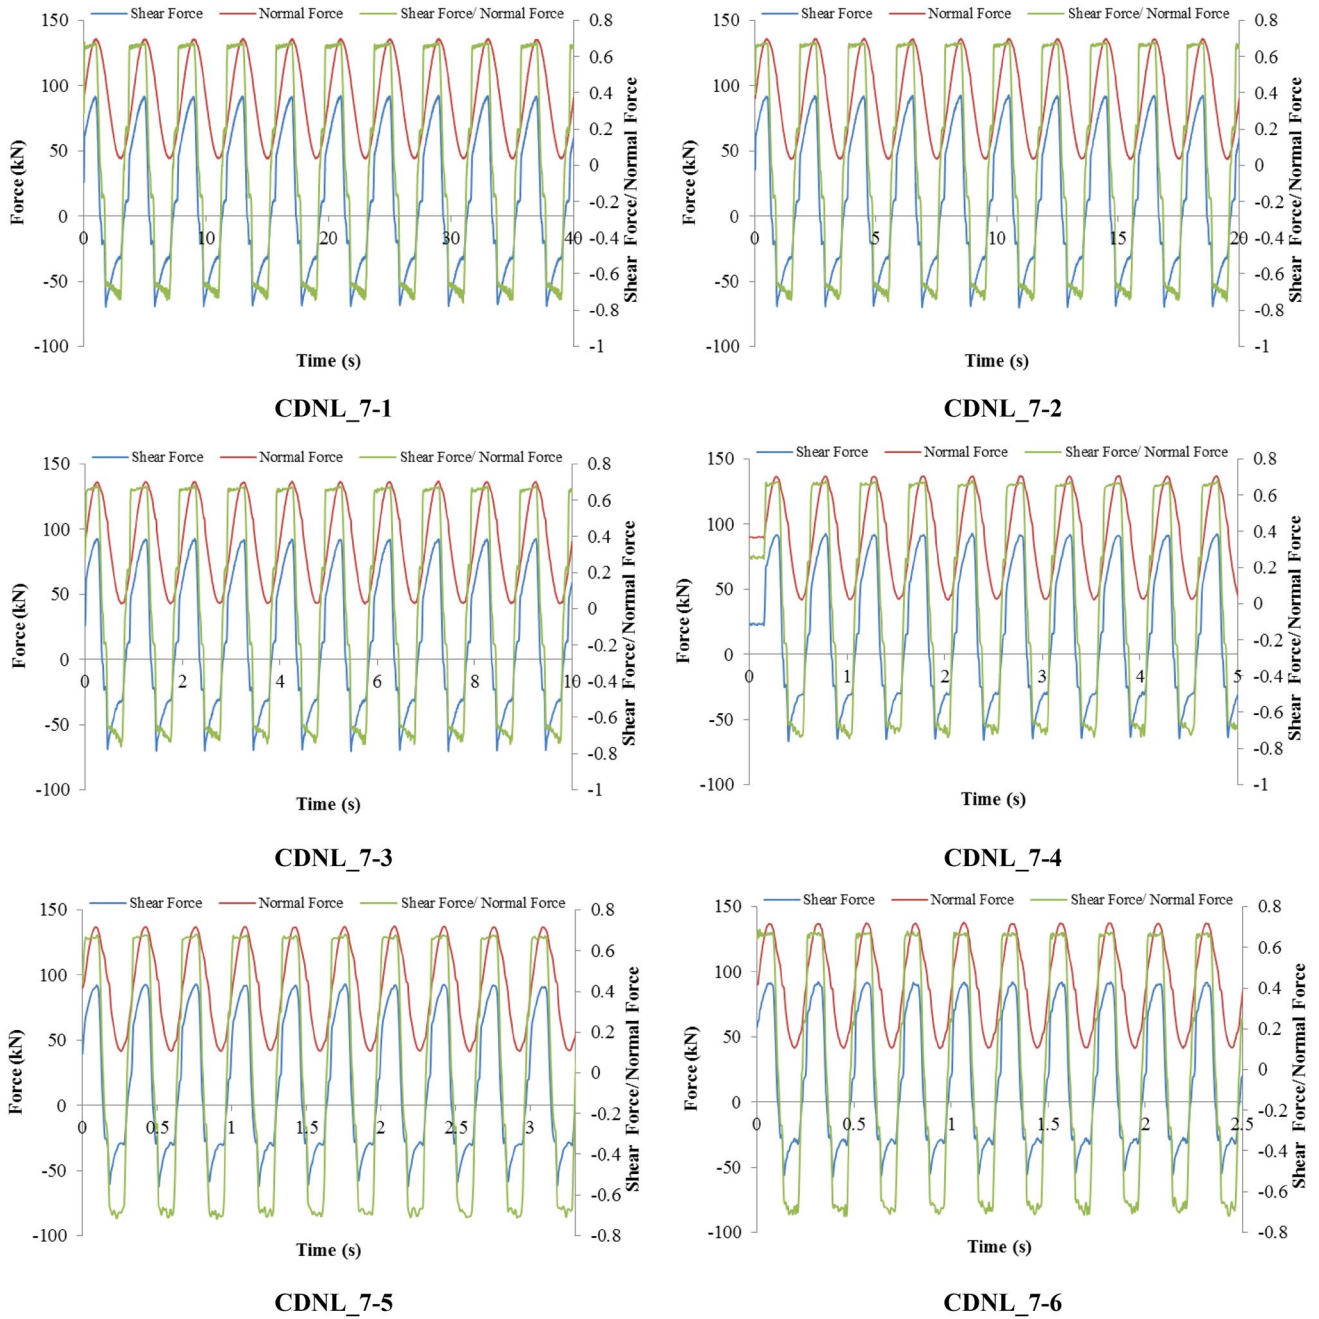 Shear Force Normal Force Shear Force/ Normal Force
150
100
50
0
-50
-100
Force (kN)
0 10 20 30 40
0.8
0.6
0.4
0.2
0
-0.2
-0.4
-0.6
-0.8
-1
Shear Force/Normal Force
Time (s)
CDNL_7-1
Shear Force Normal Force Shear Force/ Normal Force
150
100
50
0
-50
-100
Force (kN)
0 5 10 15 20
0.8
0.6
0.4
0.2
0
-0.2
-0.4
-0.6
-0.8
-1
Shear Force/Normal Force
Time (s)
CDNL_7-2
Shear Force Normal Force Shear Force/ Normal Force
150
100
50
0
-50
-100
Force (kN)
0 2 4 6 8 10
0.8
0.6
0.4
0.2
0
-0.2
-0.4
-0.6
-0.8
-1
Shear Force/Normal Force
Time (s)
CDNL_7-3
Shear Force Normal Force Shear Force/ Normal Force
150
100
50
0
-50
-100
Force (kN)
0 1 2 3 4 5
0.8
0.6
0.4
0.2
0
-0.2
-0.4
-0.6
-0.8
-1
Shear Force/Normal Force
Time (s)
CDNL_7-4
Shear Force Normal Force Shear Force/ Normal Force
150
100
50
0
-50
-100
Force (kN)
0 0.5 1 1.5 2 2.5 3
0.8
0.6
0.4
0.2
0
-0.2
-0.4
-0.6
-0.8
Shear Force/Normal Force
Time (s)
CDNL_7-5
Shear Force Normal Force Shear Force/ Normal Force
150
100
50
0
-50
-100
Force (kN)
0 0.5 1 1.5 2 2.5
0.8
0.6
0.4
0.2
0
-0.2
-0.4
-0.6
-0.8
Shear Force/Normal Force
Time (s)
CDNL_7-6